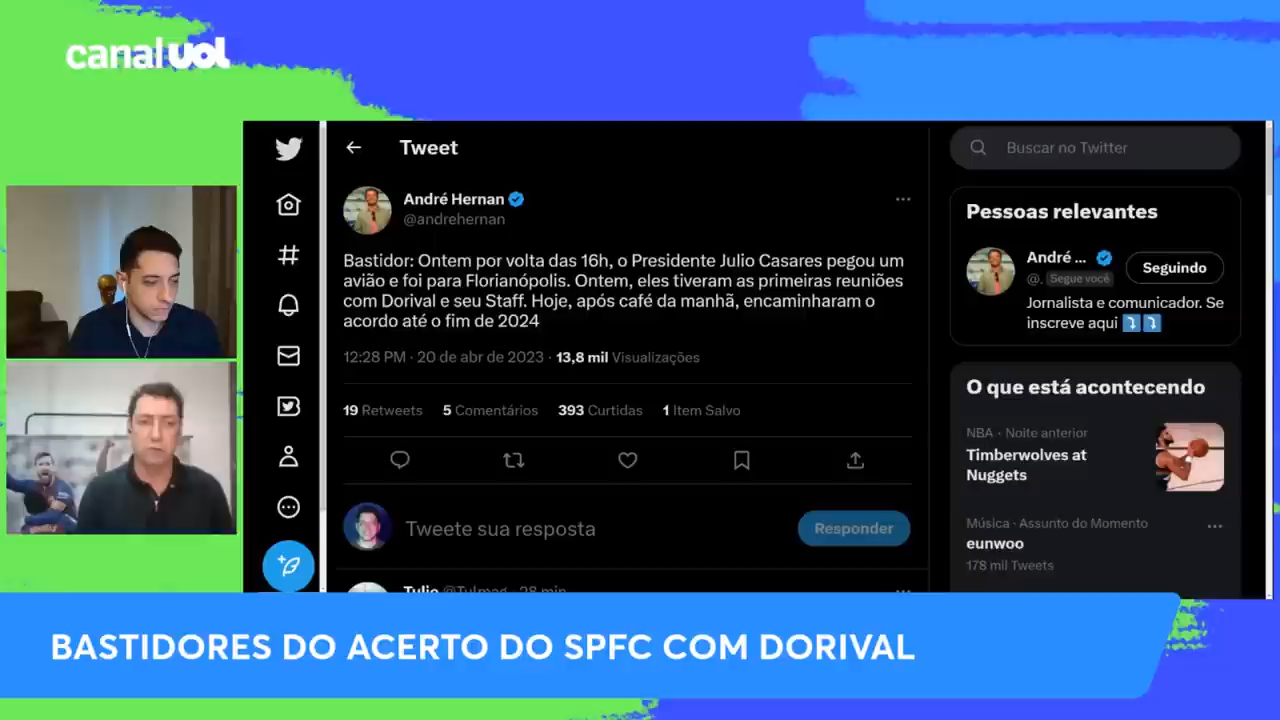 canal UOL
Tweet
Buscar no Twitter
André Hernan
@andrehernan
Bastidor: Ontem por volta das 16h, o Presidente Julio Casares pegou um
avião e foi para Florianópolis. Ontem, eles tiveram as primeiras reuniões
com Dorival e seu Staff. Hoje, após café da manhã, encaminharam o
acordo até o fim de 2024
12:28 PM · 20 de abr de 2023 · 13,8 mil Visualizações
19 Retweets 5 Comentários 393 Curtidas 1 Item Salvo
Tweete sua resposta
Responder
Pessoas relevantes
André ...
@. Segue você
Seguindo
Jornalista e comunicador. Se
inscreve aqui
O que está acontecendo
NBA · Noite anterior
Timberwolves at
Nuggets
Música · Assunto do Momento
eunwoo
178 mil Tweets
BASTIDORES DO ACERTO DO SPFC COM DORIVAL